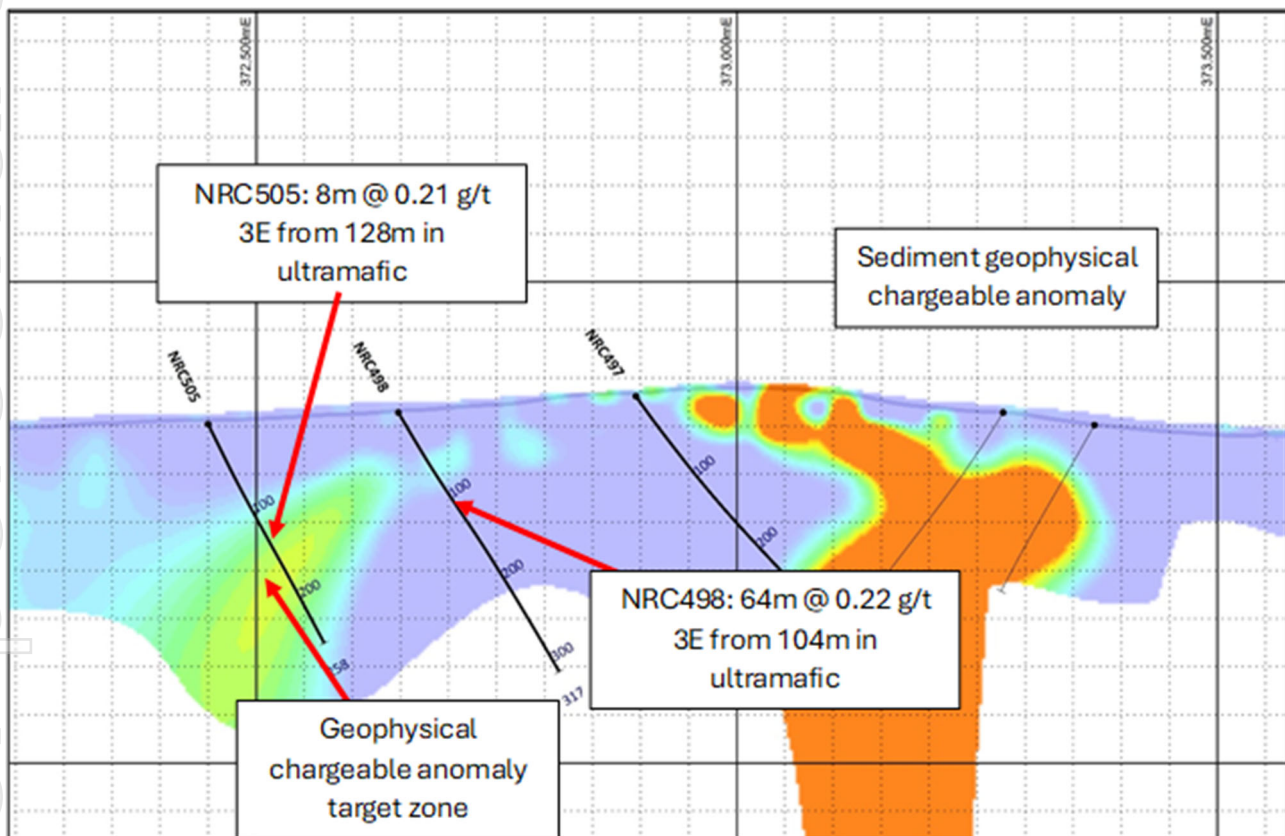 372,500mE
373,000mE
373,500mE
NRC505: 8m @ 0.21 g/t
3E from 128m in
ultramafic
Sediment geophysical
chargeable anomaly
NRC505
NRC498
NRC497
100
200
258
100
200
300
317
100
200
NRC498: 64m @ 0.22 g/t
3E from 104m in
ultramafic
Geophysical
chargeable anomaly
target zone